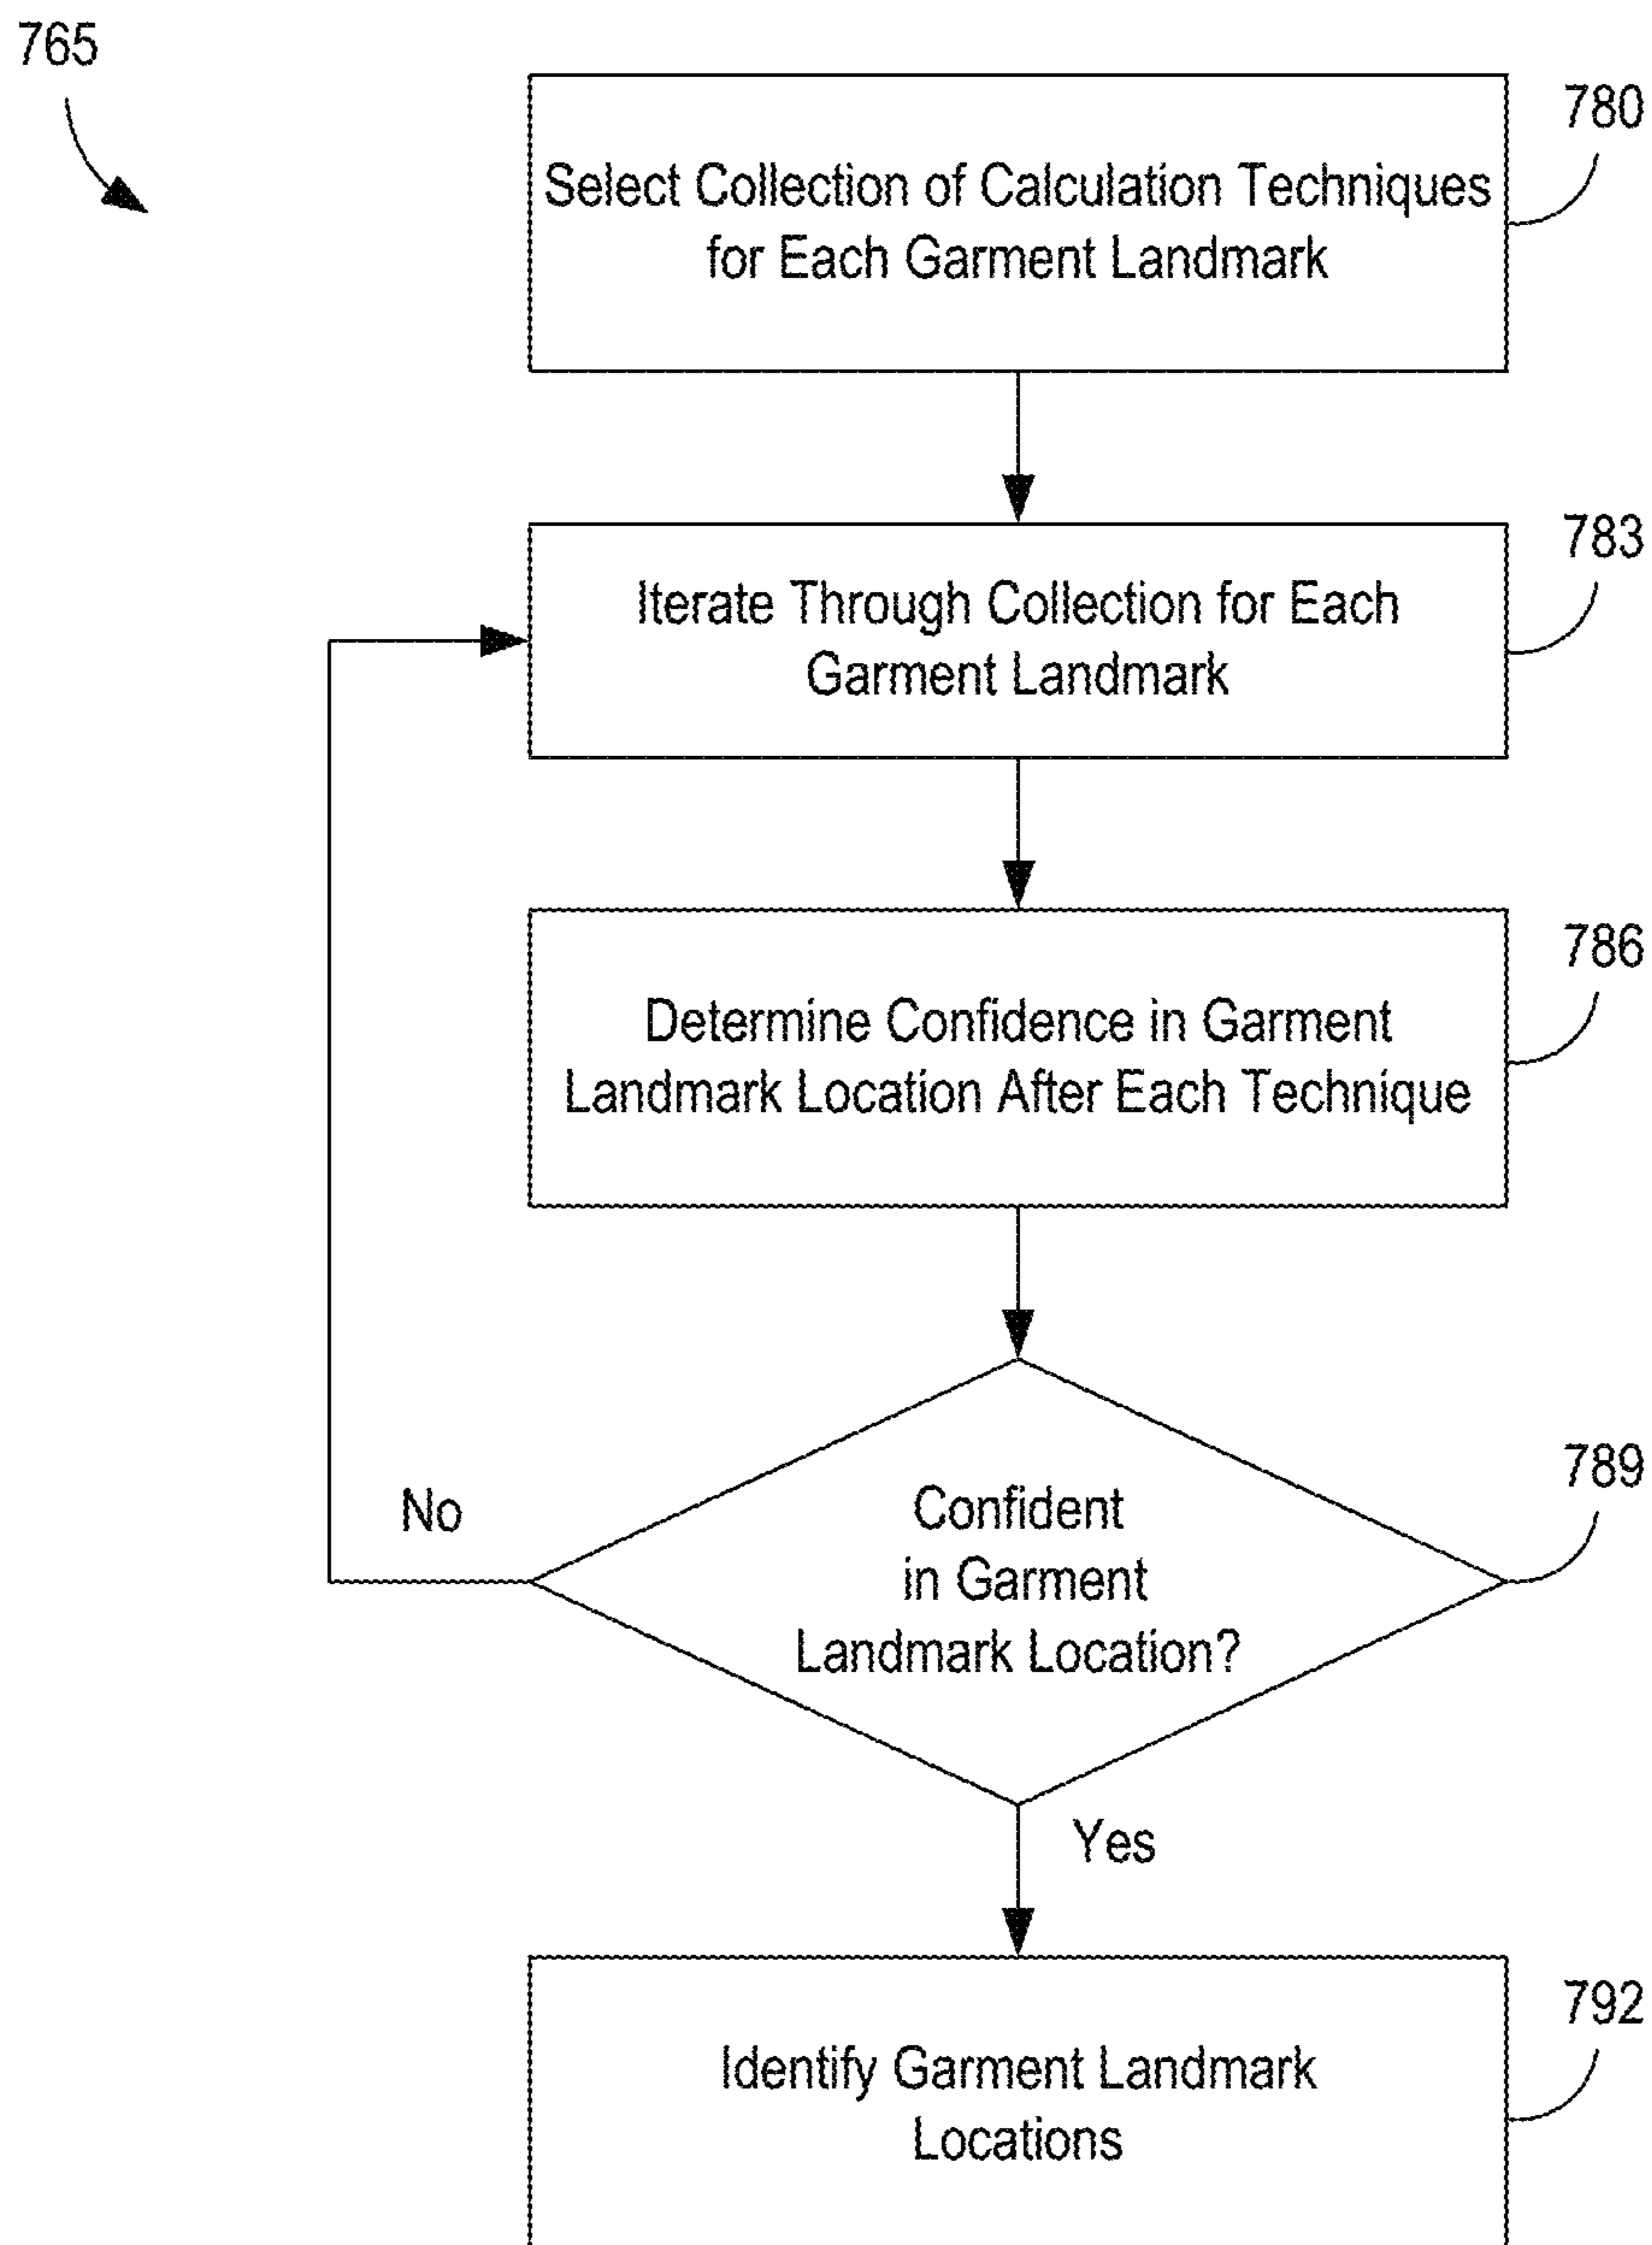 765
780
Select Collection of Calculation Techniques
for Each Garment Landmark
783
Iterate Through Collection for Each
Garment Landmark
786
Determine Confidence in Garment
Landmark Location After Each Technique
789
No
Confident
in Garment
Landmark Location?
Yes
792
Identify Garment Landmark
Locations